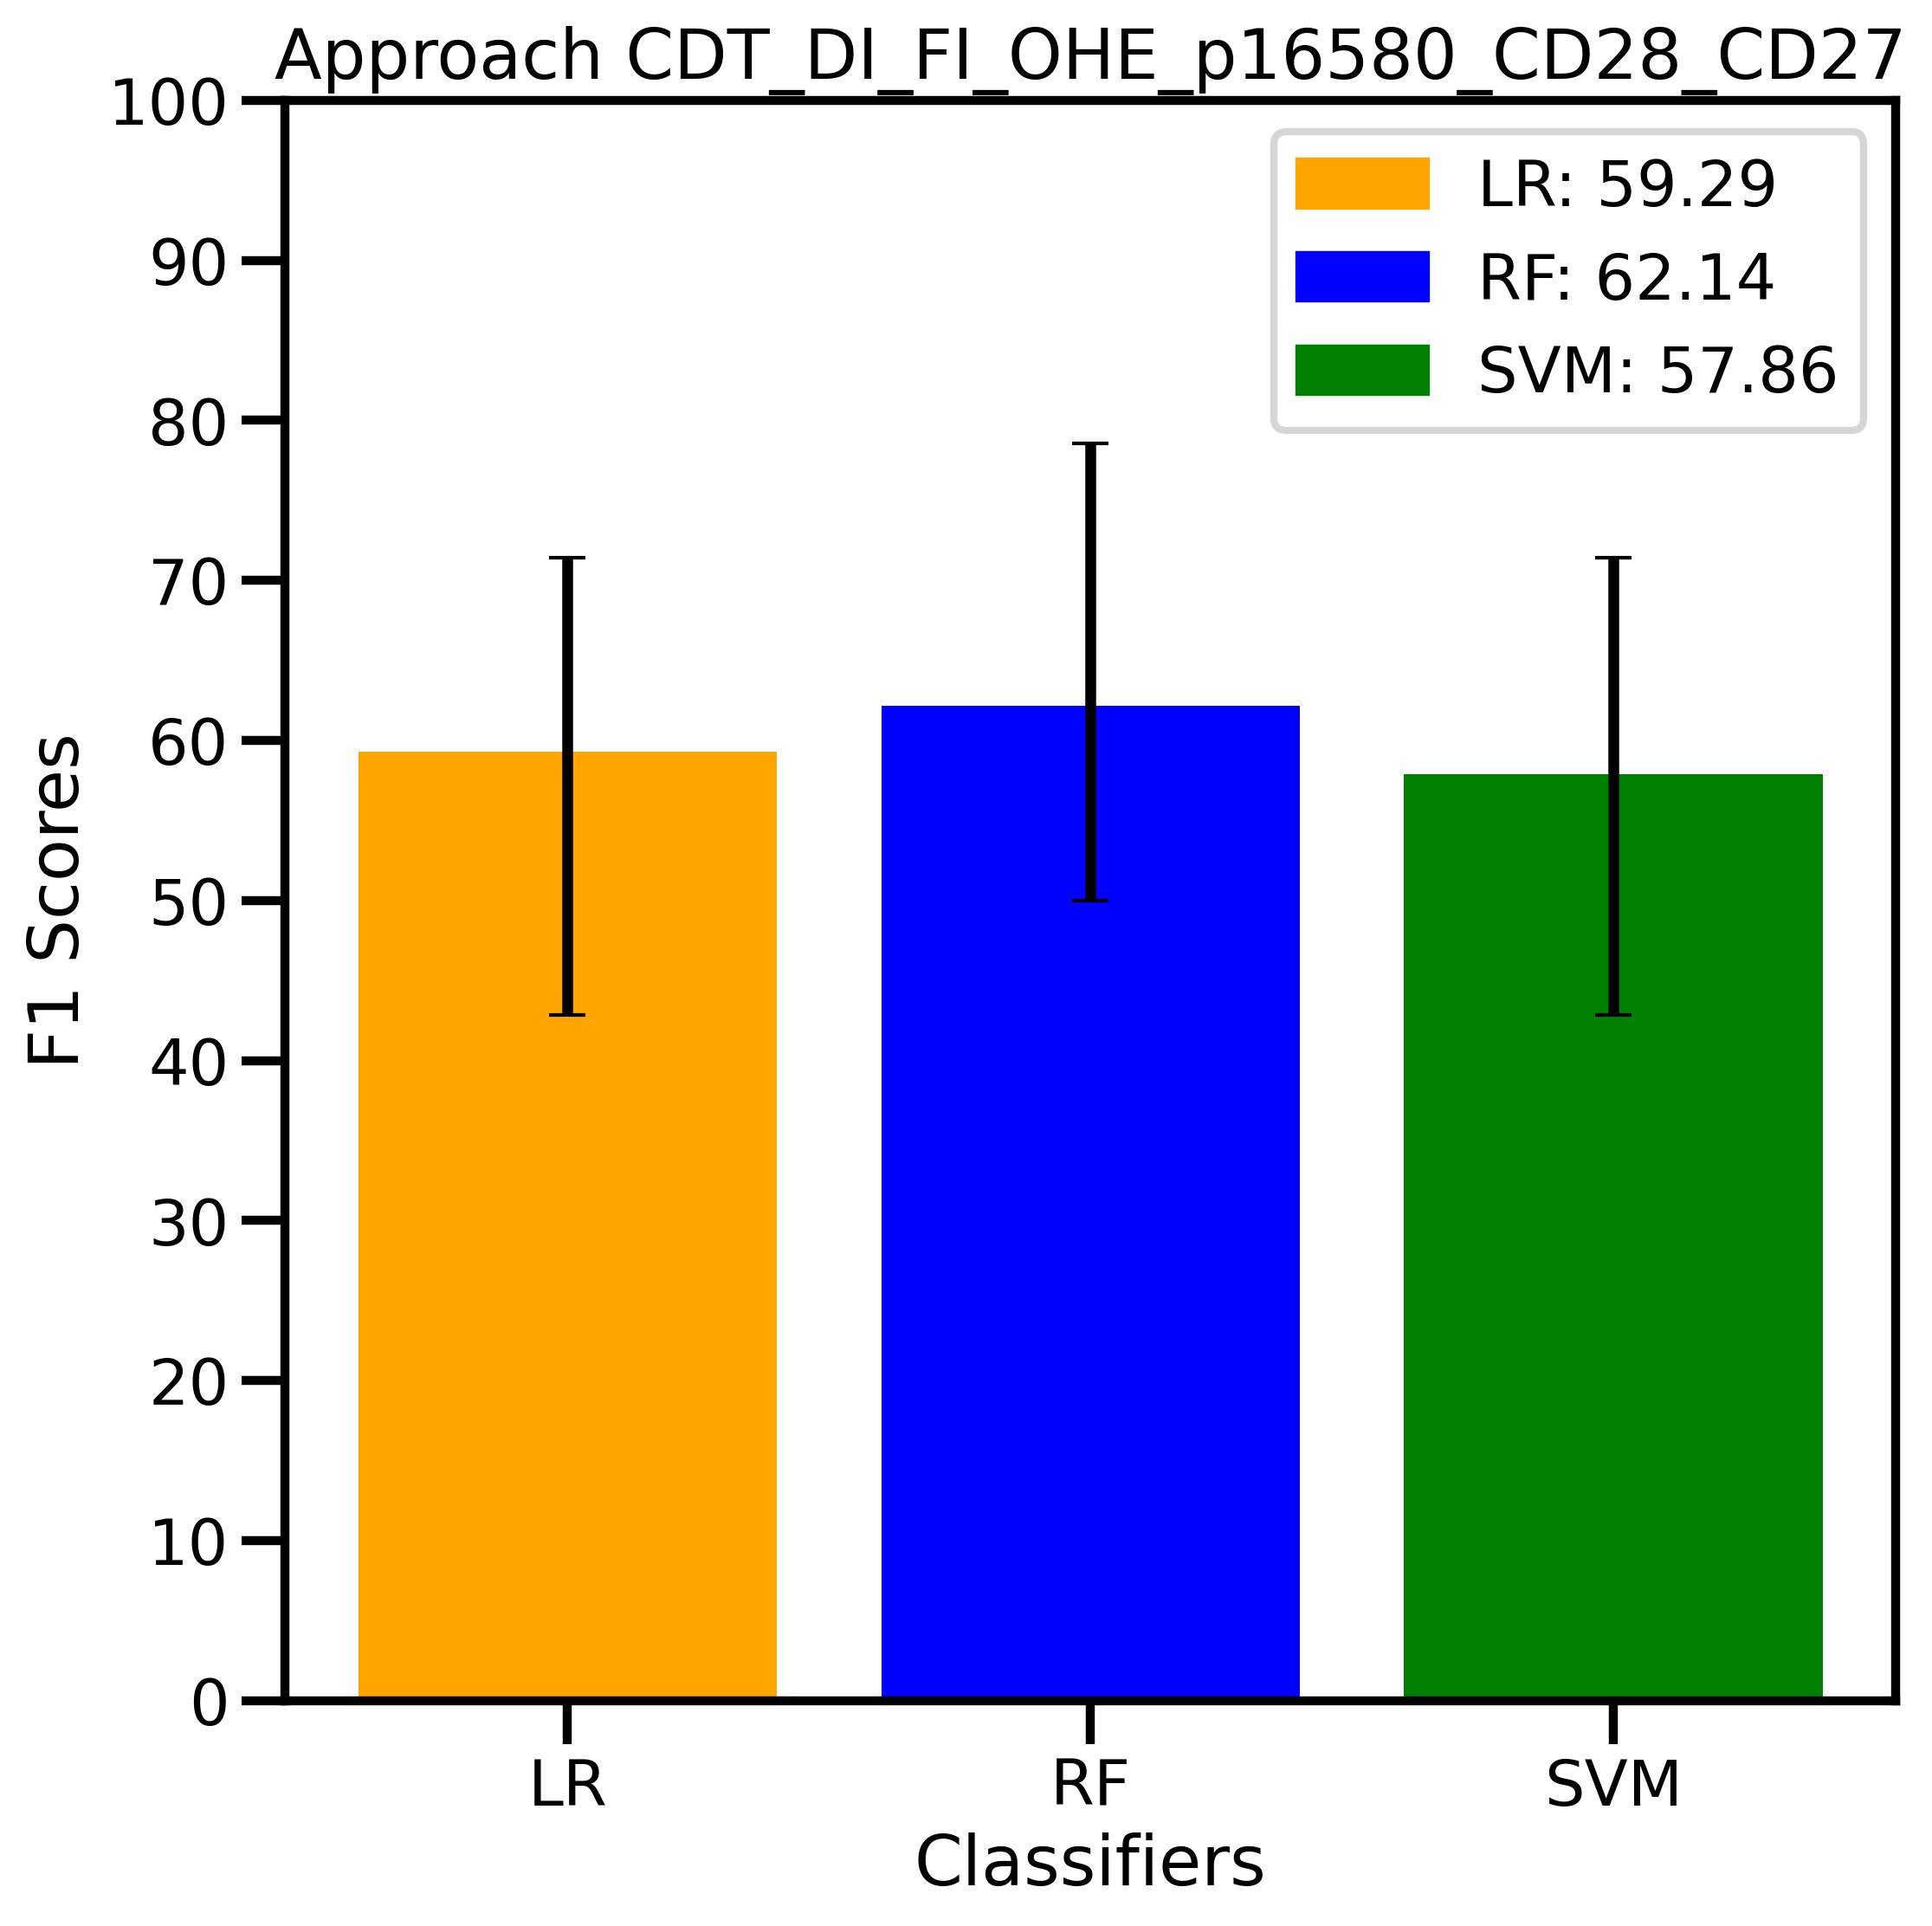 Approach CDT_DI_FI_OHE_p16580_CD28_CD27
100
90
80
70
60
50
40
30
20
10
0
F1 Scores
LR: 59.29
RF: 62.14
SVM: 57.86
LR
RF
SVM
Classifiers